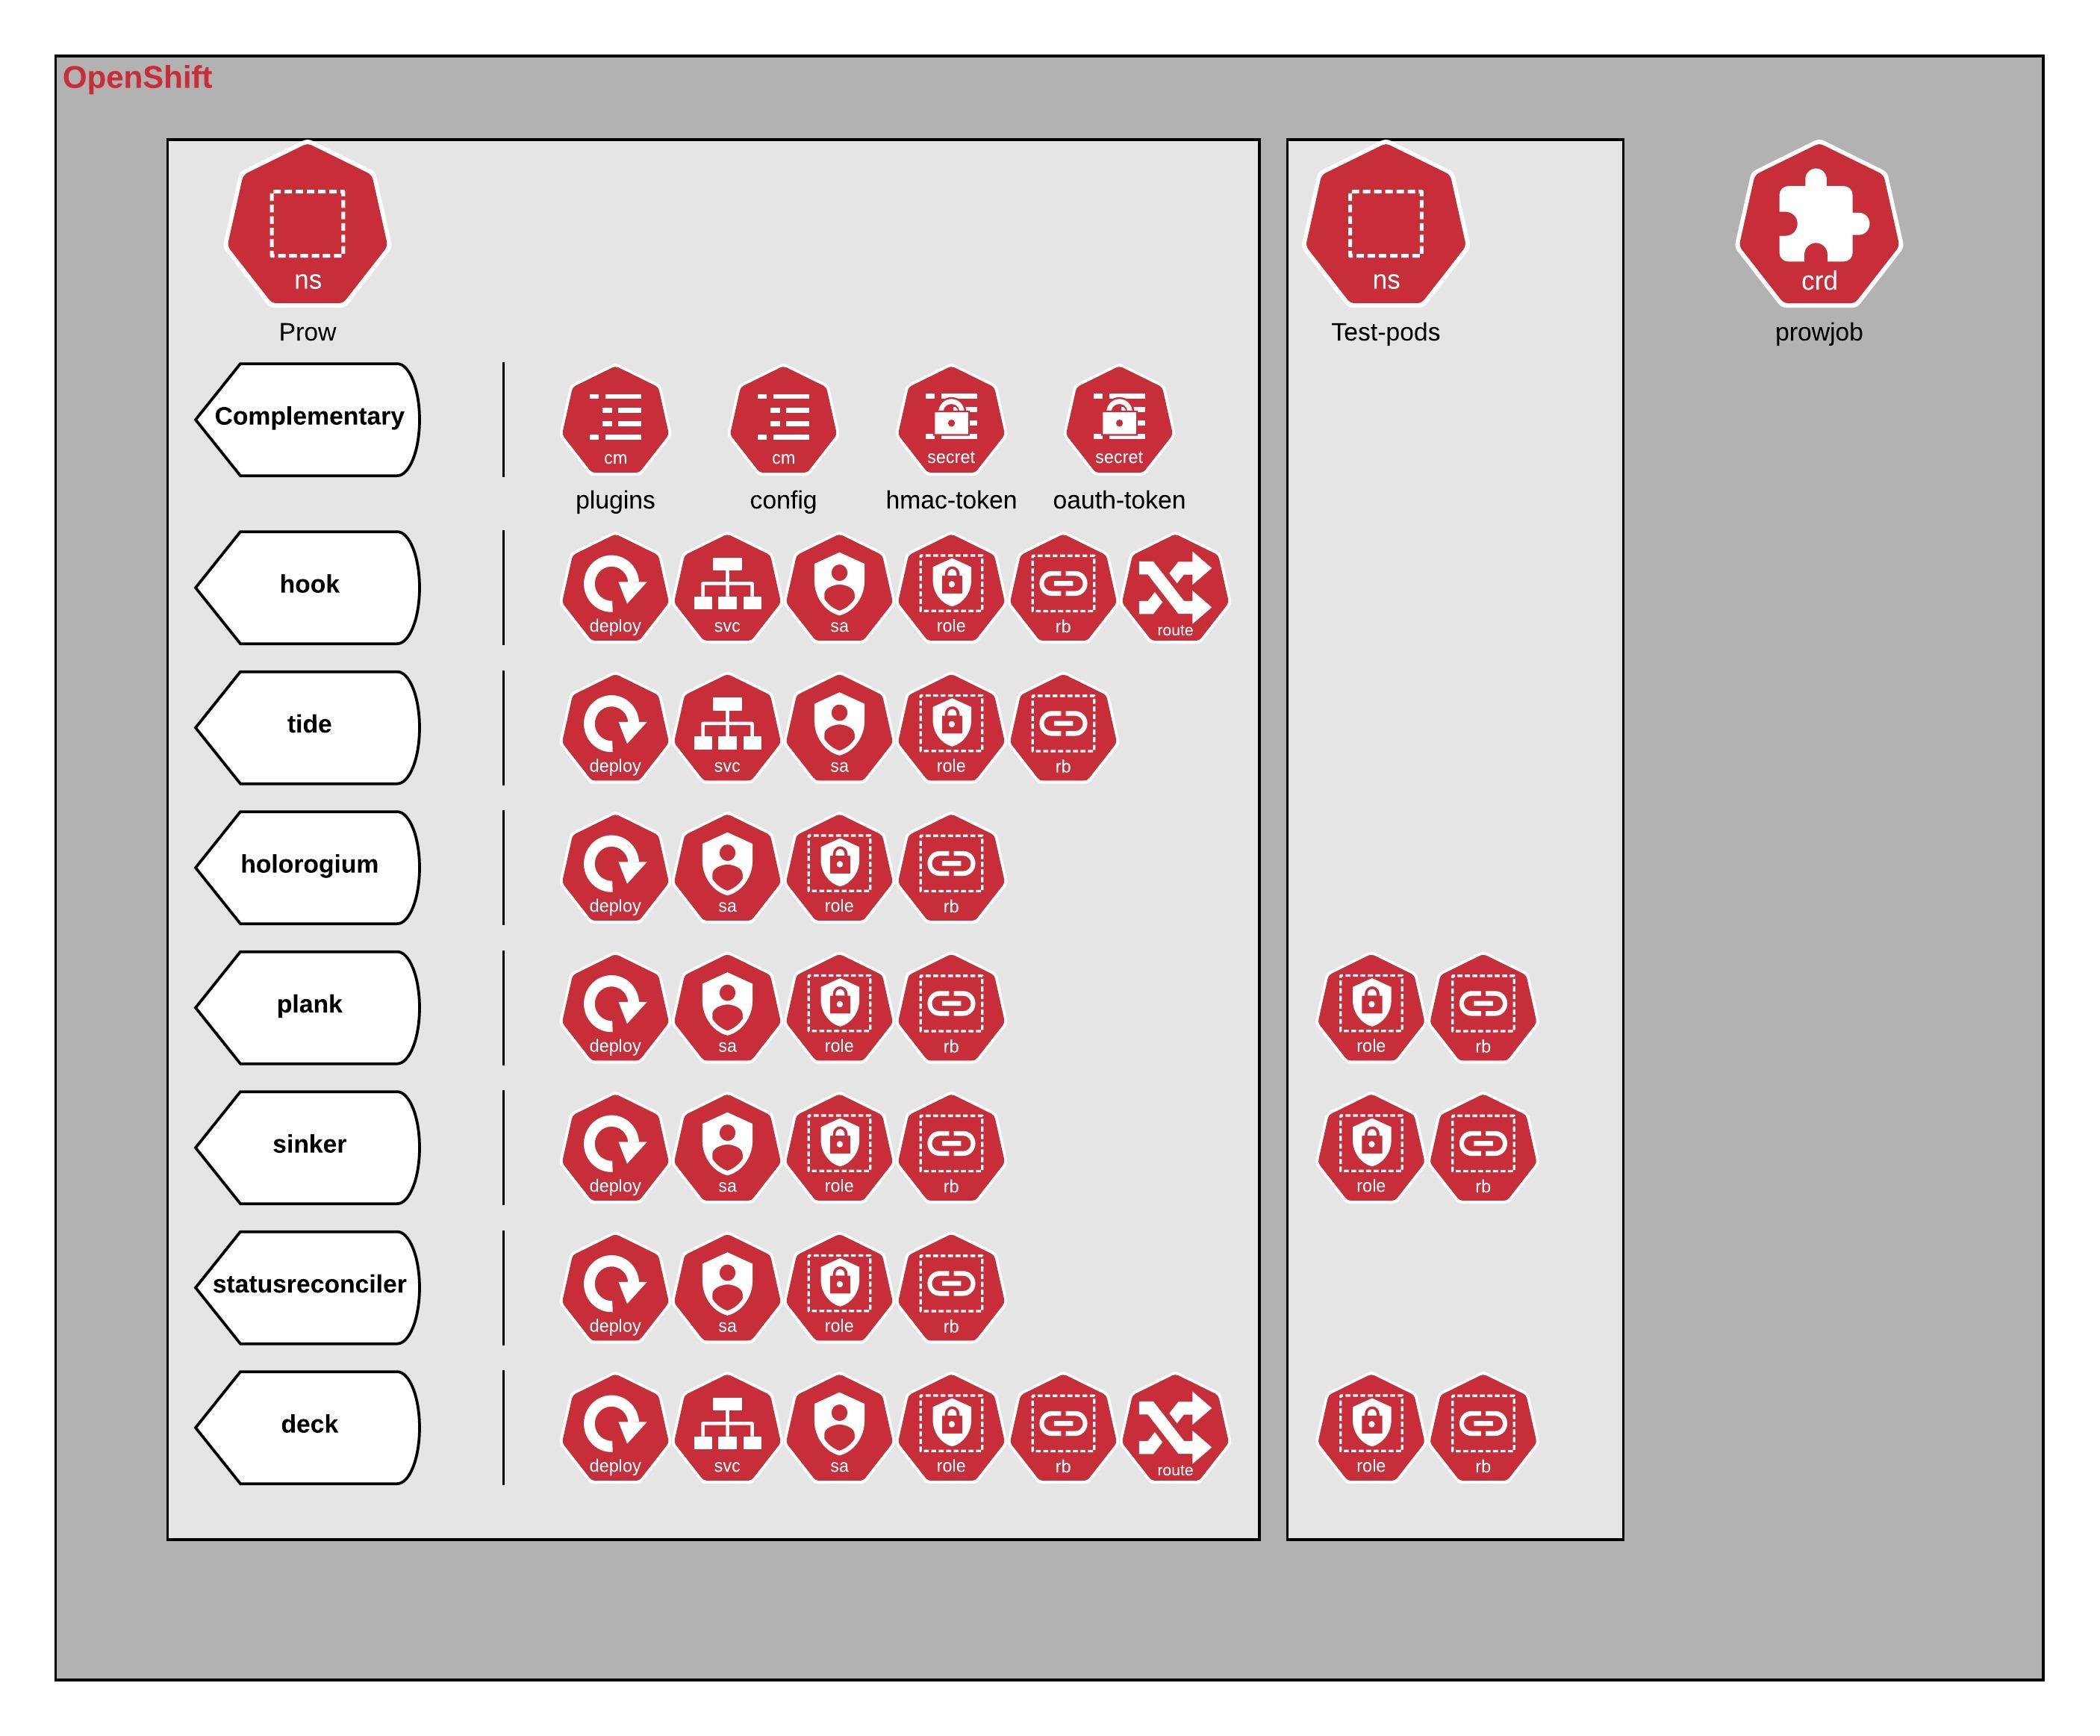 OpenShift
ns
ns
crd
Prow
Test-pods
prowjob
Complementary
cm
cm
secret
secret
plugins
config
hmac-token
oauth-token
hook
deploy
svc
sa
role
rb
route
tide
deploy
svc
sa
role
rb
holorogium
deploy
sa
role
rb
plank
deploy
sa
role
rb
role
rb
sinker
deploy
sa
role
rb
role
rb
statusreconciler
deploy
sa
role
rb
deck
deploy
svc
sa
role
rb
route
role
rb